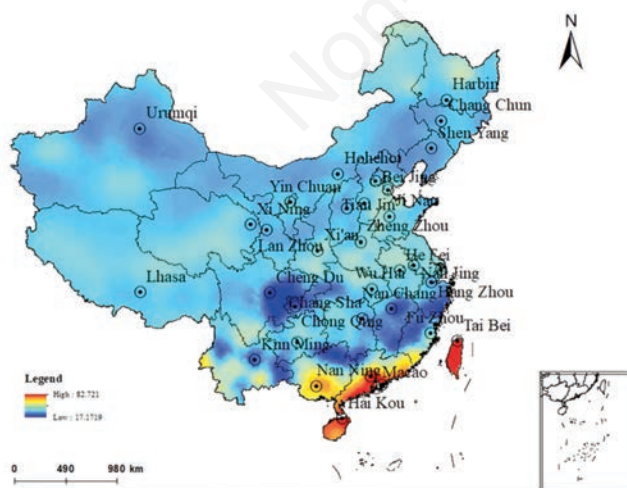 Non
N
Harbin
Chang Chun
Urumqi
Shen Yang
Hohehot
Bei Jing
Yin Chuan
Tian Jin
Ji Nan
Xi Ning
Zheng Zhou
Lan Zhou
Xi'an
He Fei
Lhasa
Cheng Du
Wu Han
Nan Jing
Chang Sha
Nan Chang
Hang Zhou
Chong Qing
Fu Zhou
Tai Bei
Kun Ming
Legend
High : 82.721
Low : 17.1719
Nan Ning
Macao
Hai Kou
0 490 980 km